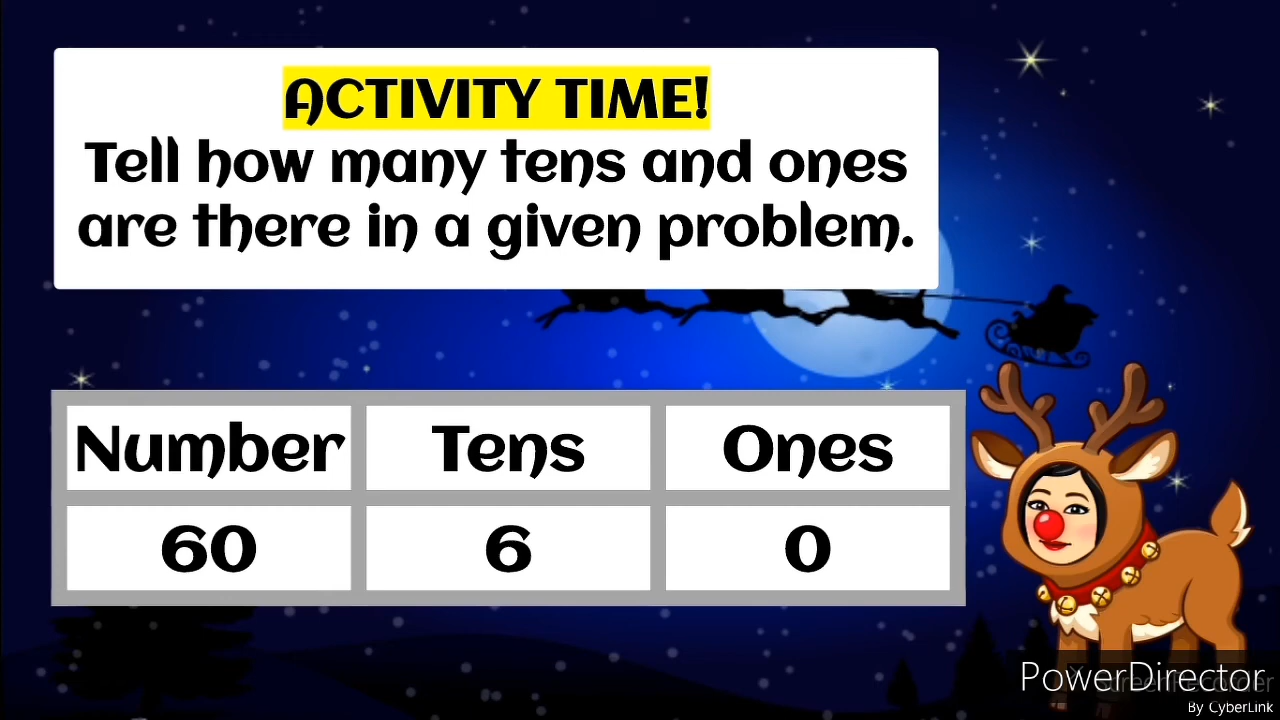 ACTIVITY TIME!
Tell how many tens and ones
are there in a given problem.
Number Tens Ones
60 6 0
PowerDirector
By CyberLink